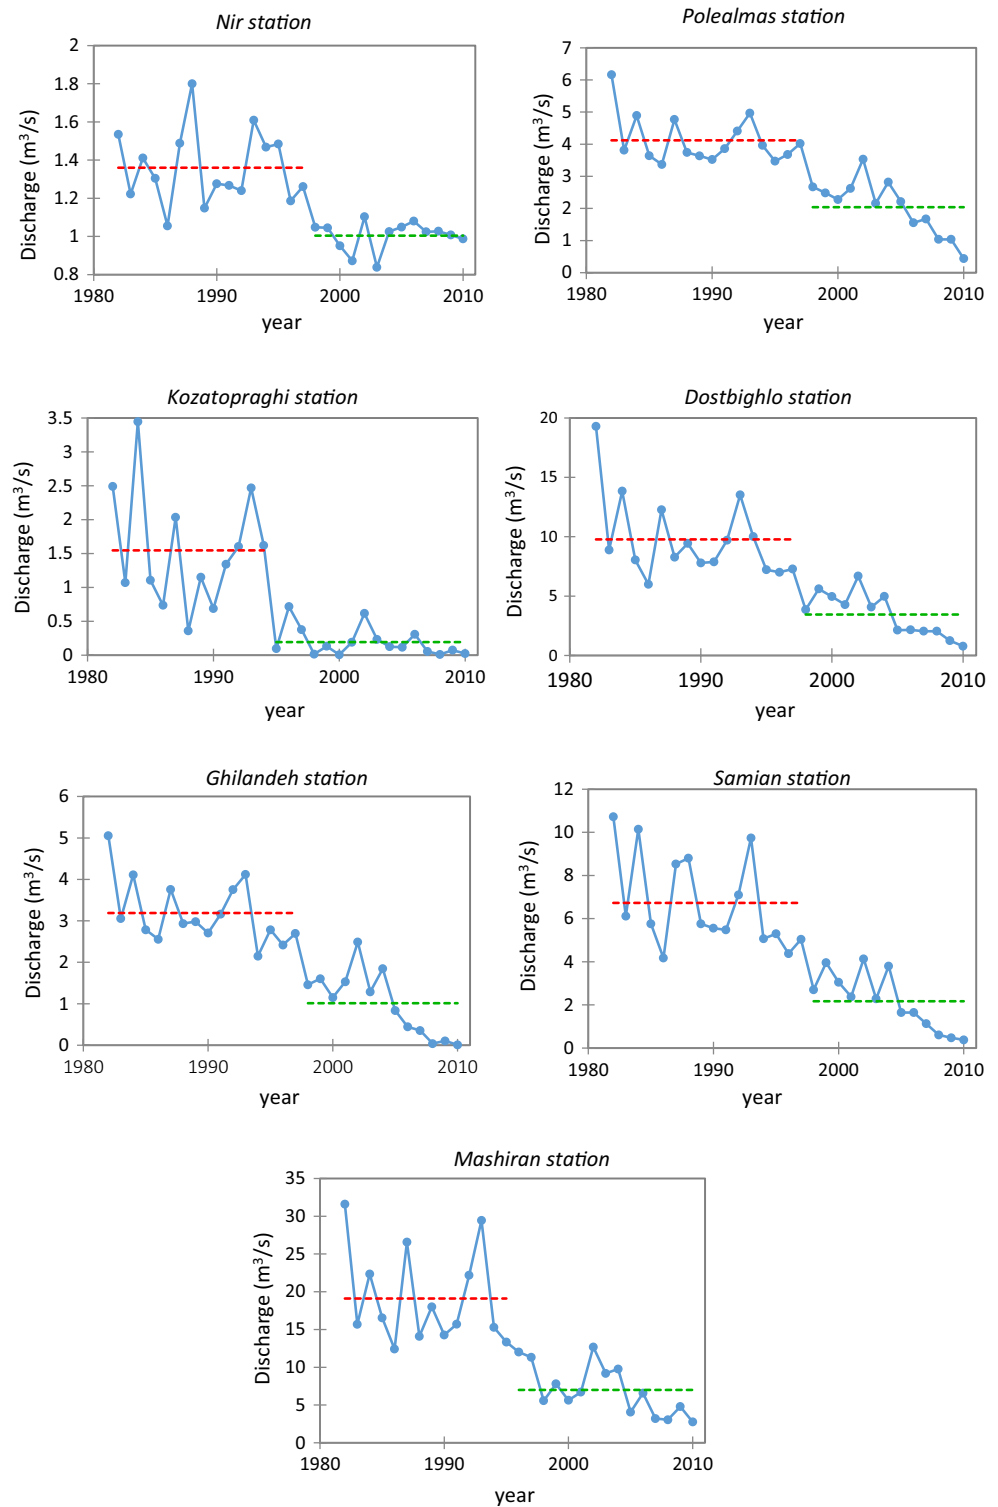 Nir station
2
1.8
1.6
1.4
1.2
1
0.8
Discharge (m³/s)
1980 1990 2000 2010
year
Polealmas station
7
6
5
4
3
2
1
0
Discharge (m³/s)
1980 1990 2000 2010
year
Kozatopraghi station
3.5
3
2.5
2
1.5
1
0.5
0
Discharge (m³/s)
1980 1990 2000 2010
year
Dostbighlo station
20
15
10
5
0
Discharge (m³/s)
1980 1990 2000 2010
year
Ghilandeh station
6
5
4
3
2
1
0
Discharge (m³/s)
1980 1990 2000 2010
year
Samian station
12
10
8
6
4
2
0
Discharge (m³/s)
1980 1990 2000 2010
year
Mashiran station
35
30
25
20
15
10
5
0
Discharge (m³/s)
1980 1990 2000 2010
year